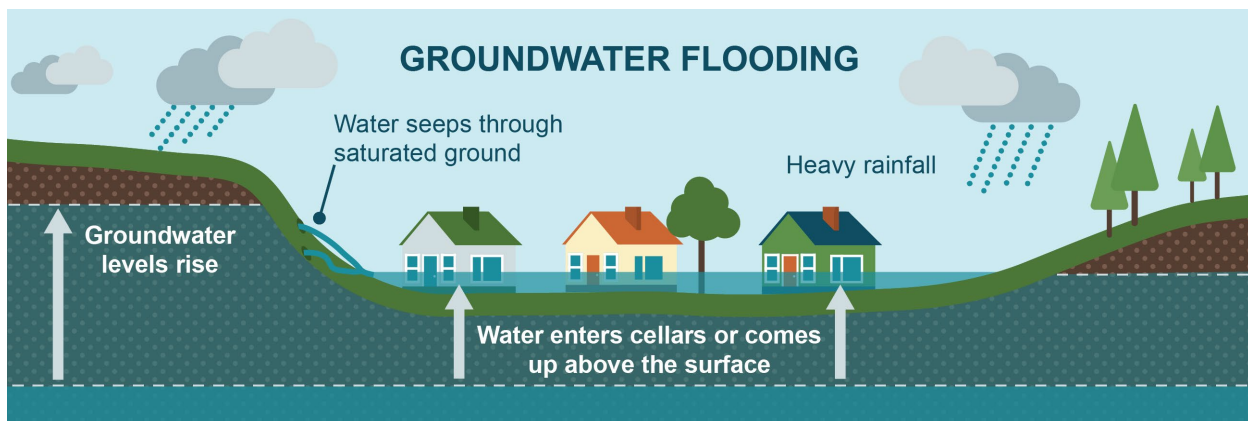 GROUNDWATER FLOODING
Water seeps through
saturated ground
Heavy rainfall
Groundwater
levels rise
Water enters cellars or comes
up above the surface